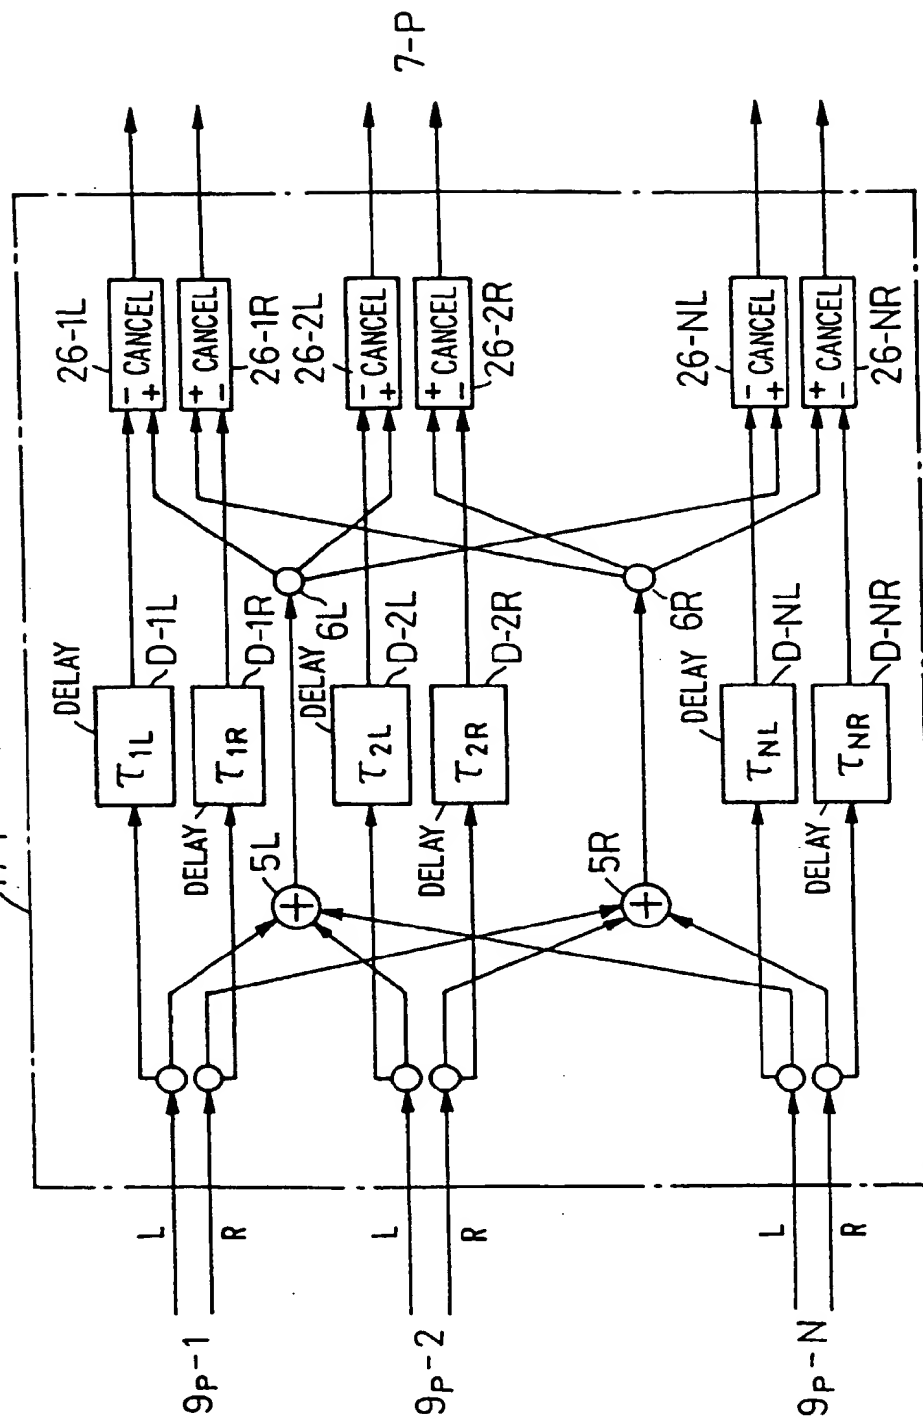 DELAY
26-1L
L
τ1L
D-1L
- CANCEL
+
9P-1
R
DELAY
τ1R
D-1R
+ CANCEL
-
26-1R
5L
+
6L
26-2L
DELAY
L
τ2L
D-2L
- CANCEL
+
7-P
9P-2
R
DELAY
τ2R
D-2R
+ CANCEL
-
26-2R
5R
+
6R
DELAY
26-NL
L
τNL
D-NL
- CANCEL
+
9P-N
R
DELAY
τNR
D-NR
+ CANCEL
-
26-NR